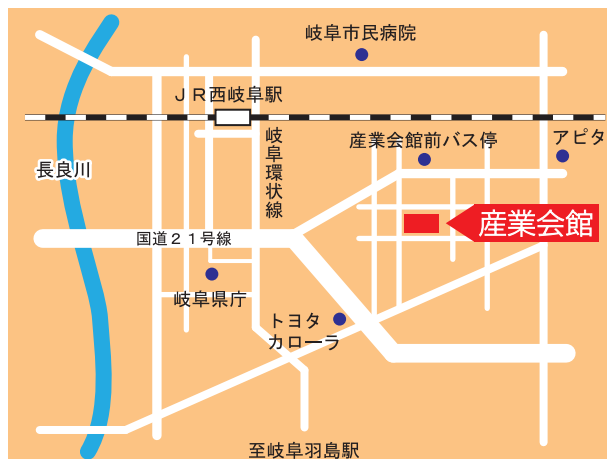 岐阜市民病院
ＪＲ西岐阜駅
岐阜環状線
産業会館前バス停
アピタ
長良川
産業会館
国道２１号線
岐阜県庁
トヨタ
カローラ
至岐阜羽島駅